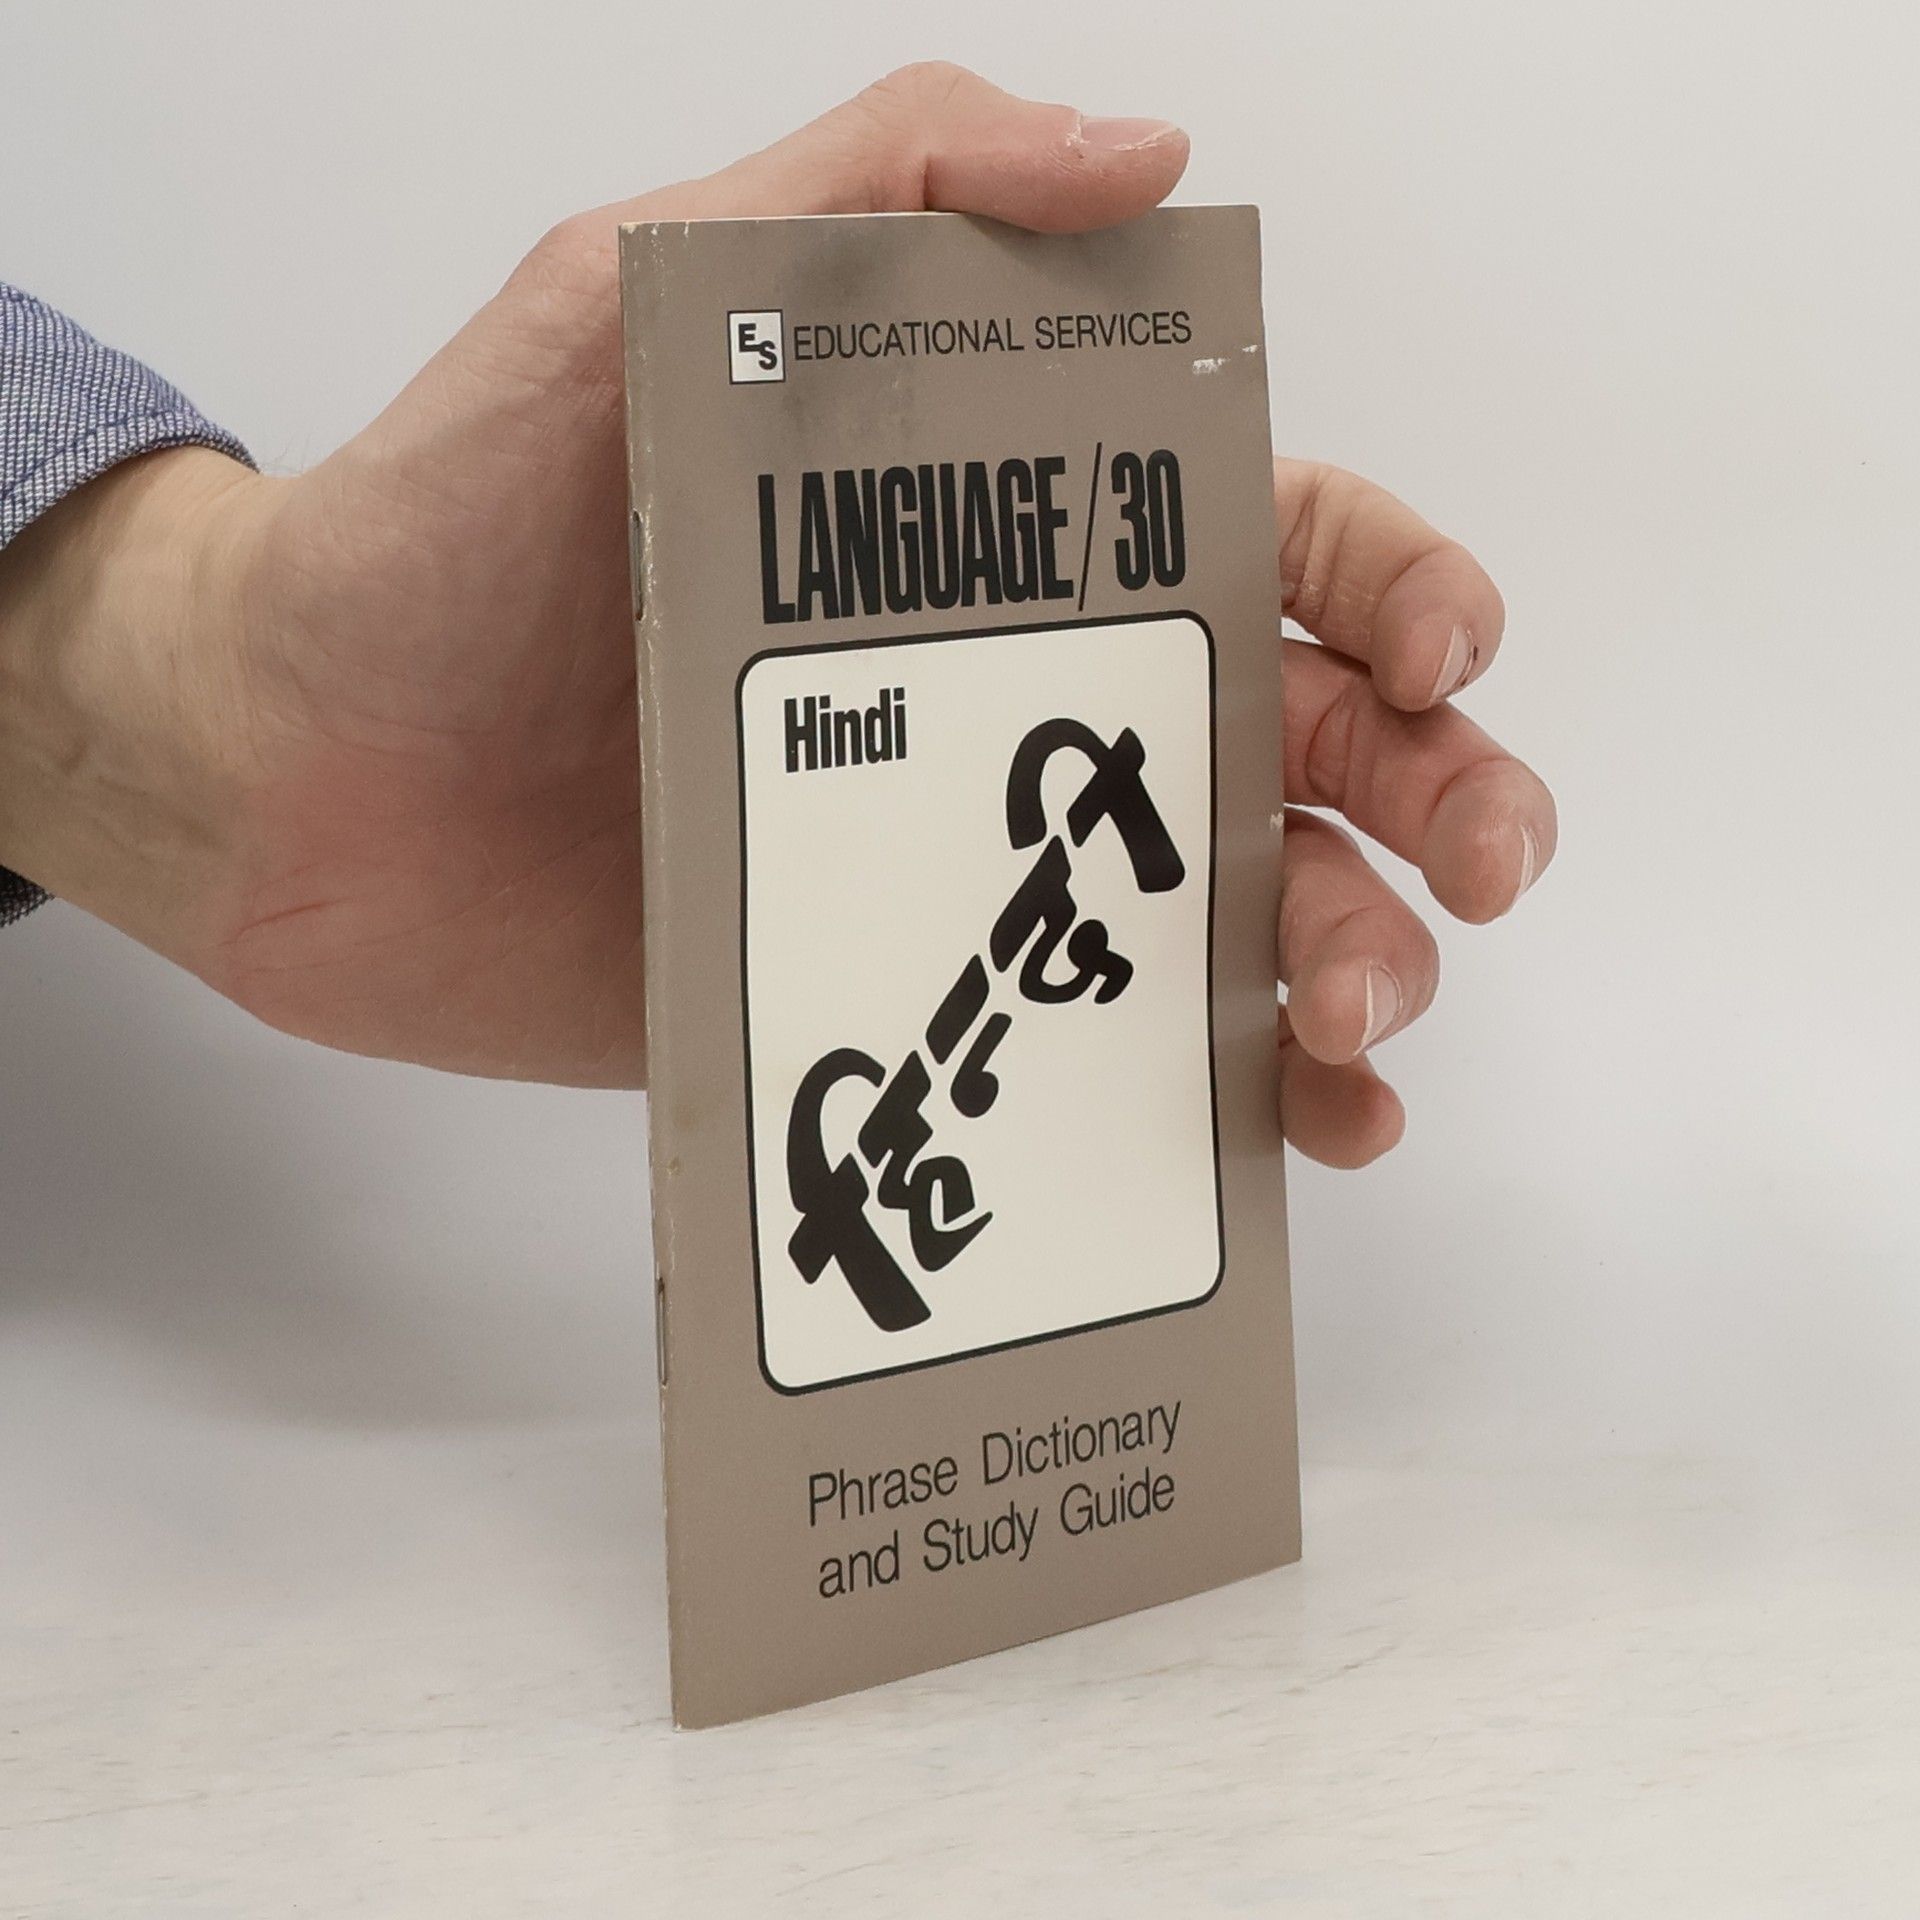 ES EDUCATIONAL SERVICES
LANGUAGE/30
Hindi
हिन्दी
Phrase Dictionary
and Study Guide